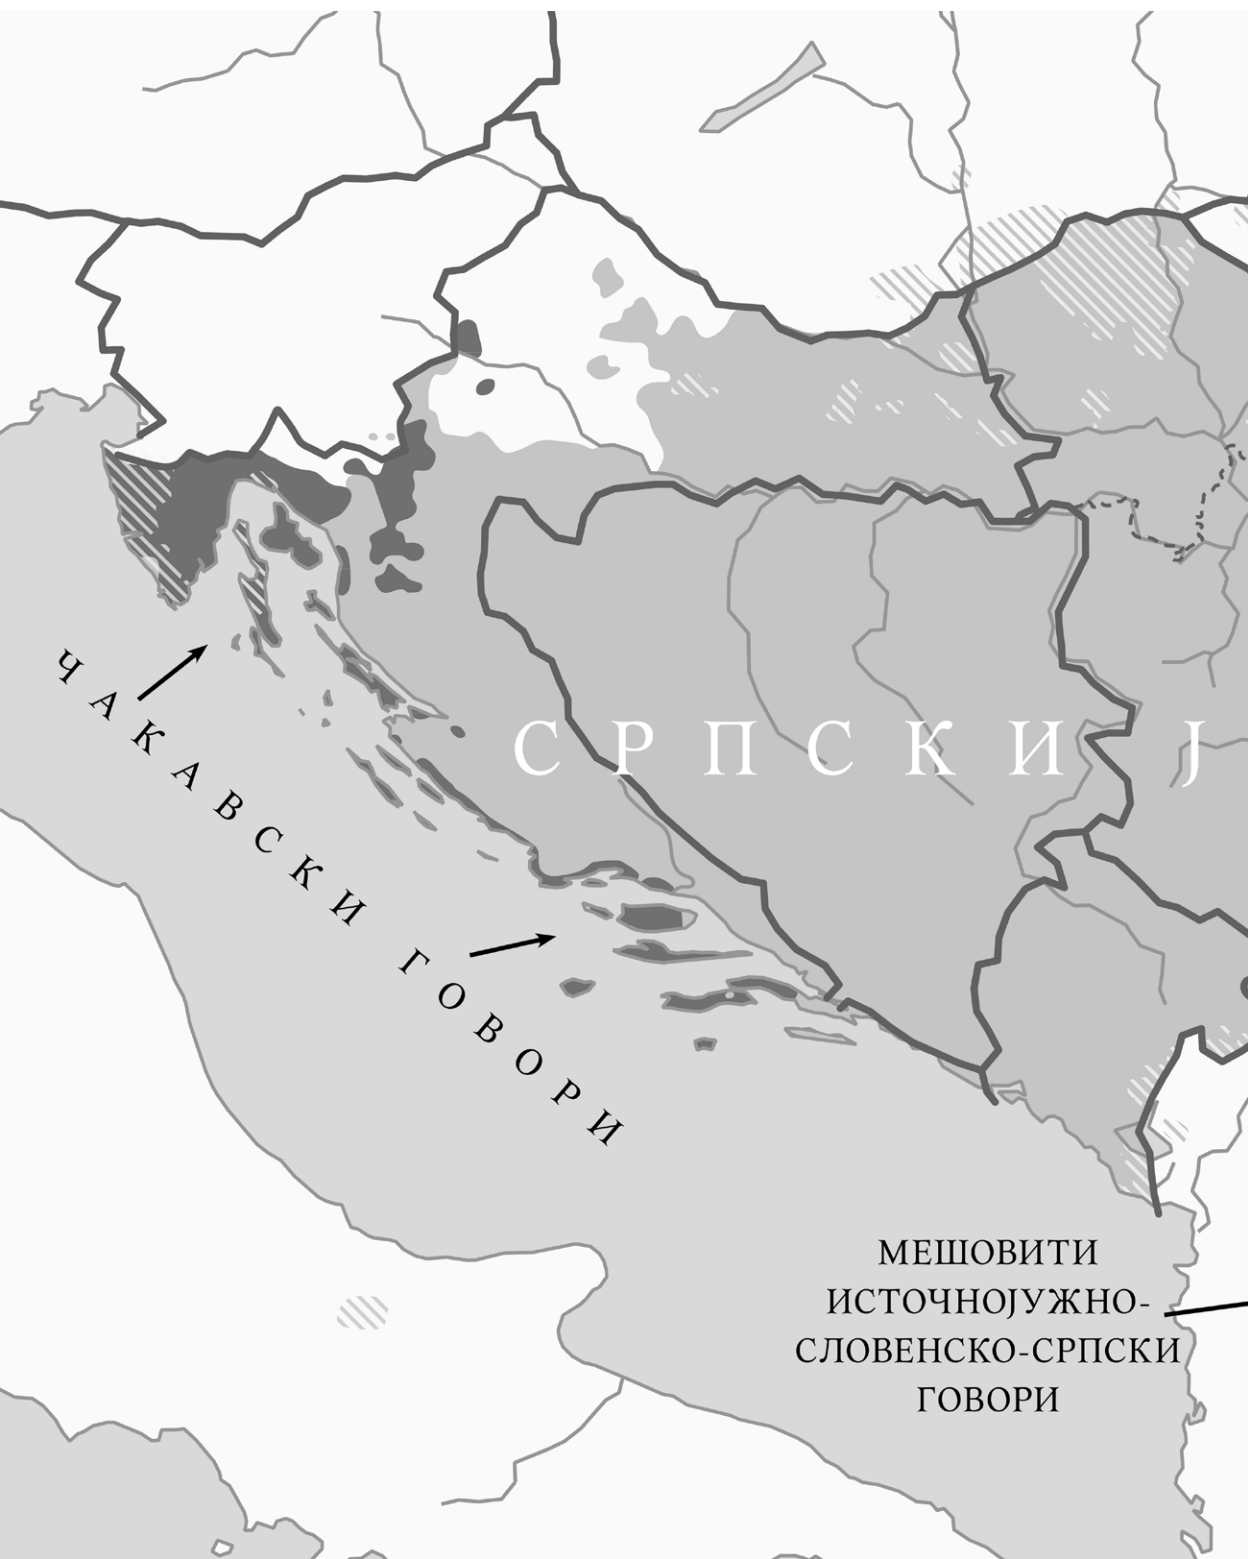 СРПСКИ Ј
ЧАКАВСКИ ГОВОРИ
МЕШОВИТИ
ИСТОЧНОЈУЖНО-
СЛОВЕНСКО-СРПСКИ
ГОВОРИ